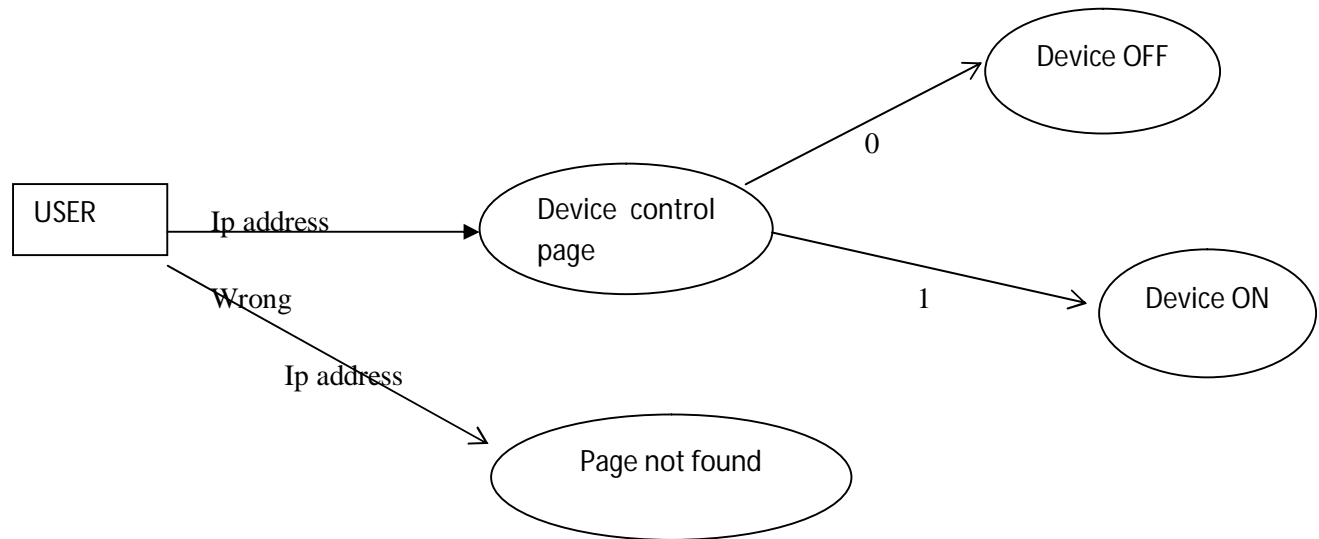 Device OFF
0
USER
Ip address
Device control
page
Wrong
1
Device ON
Ip address
Page not found